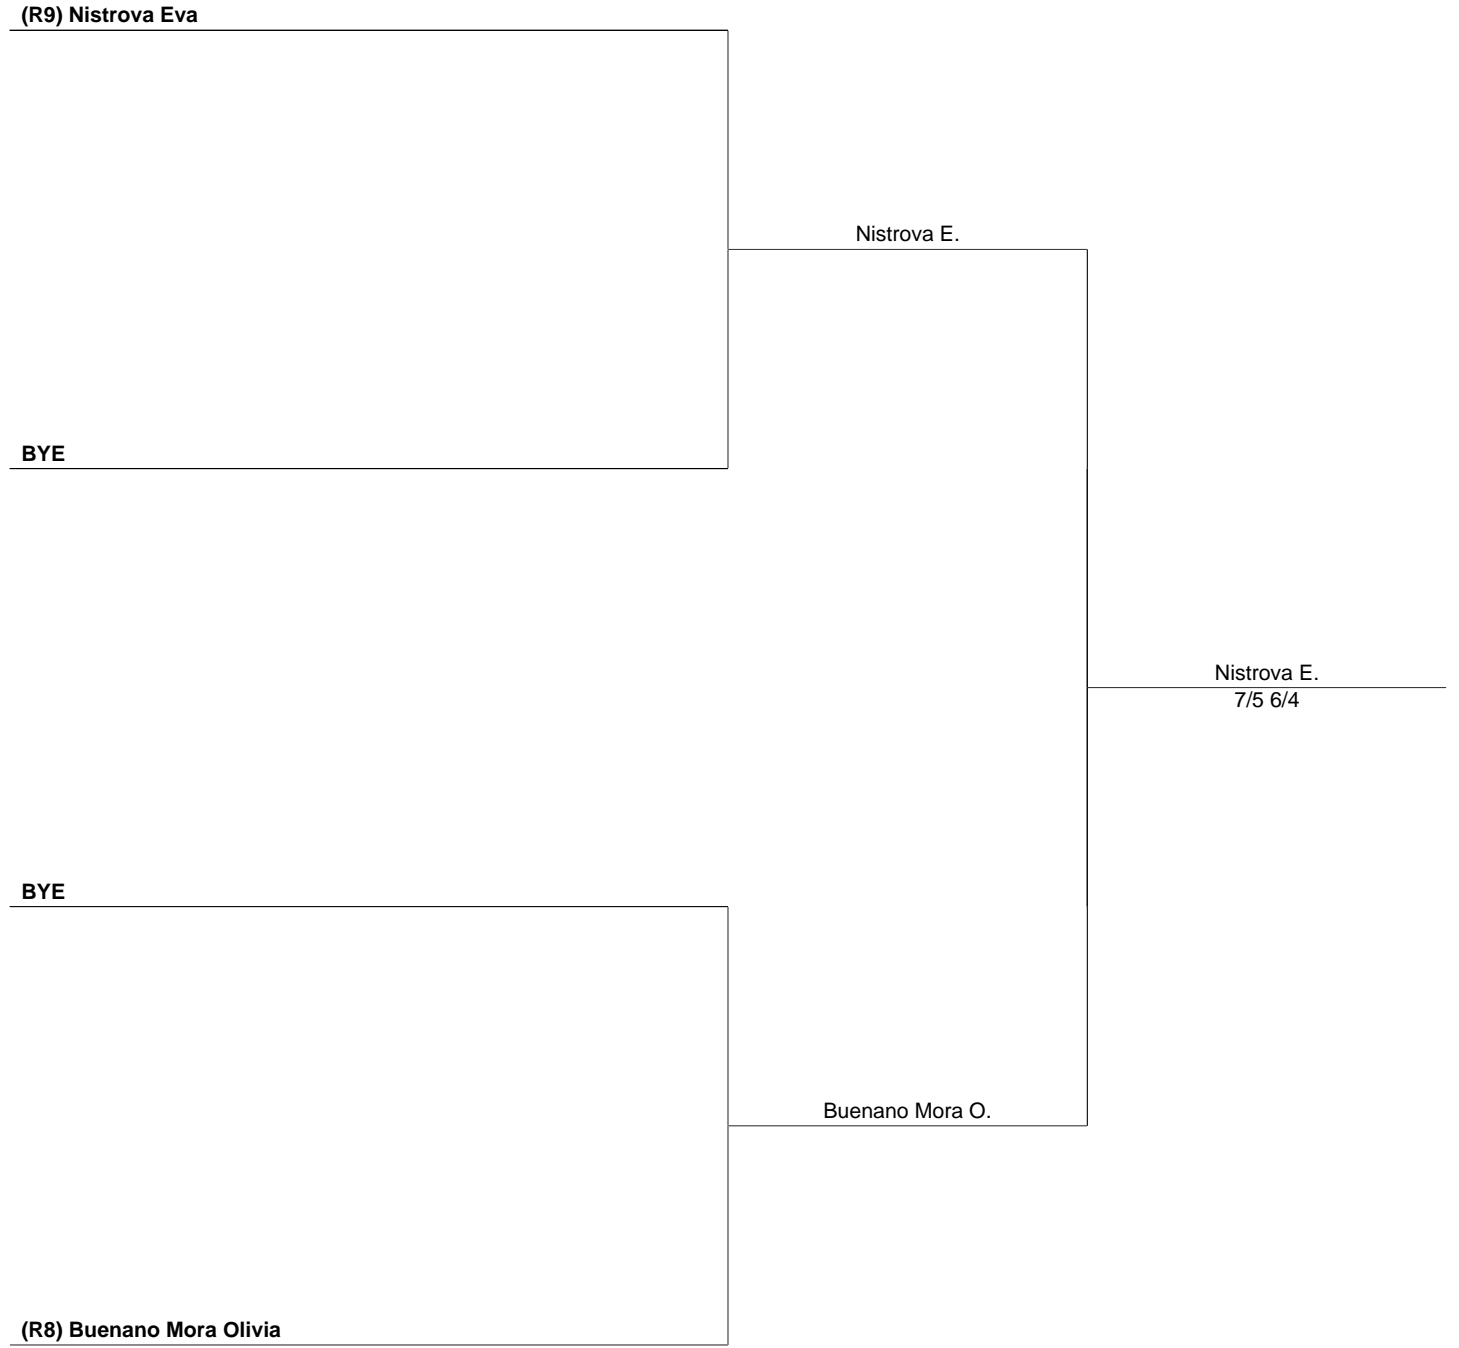 (R9) Nistrova Eva
Nistrova E.
BYE
Nistrova E.
7/5 6/4
BYE
Buenano Mora O.
(R8) Buenano Mora Olivia